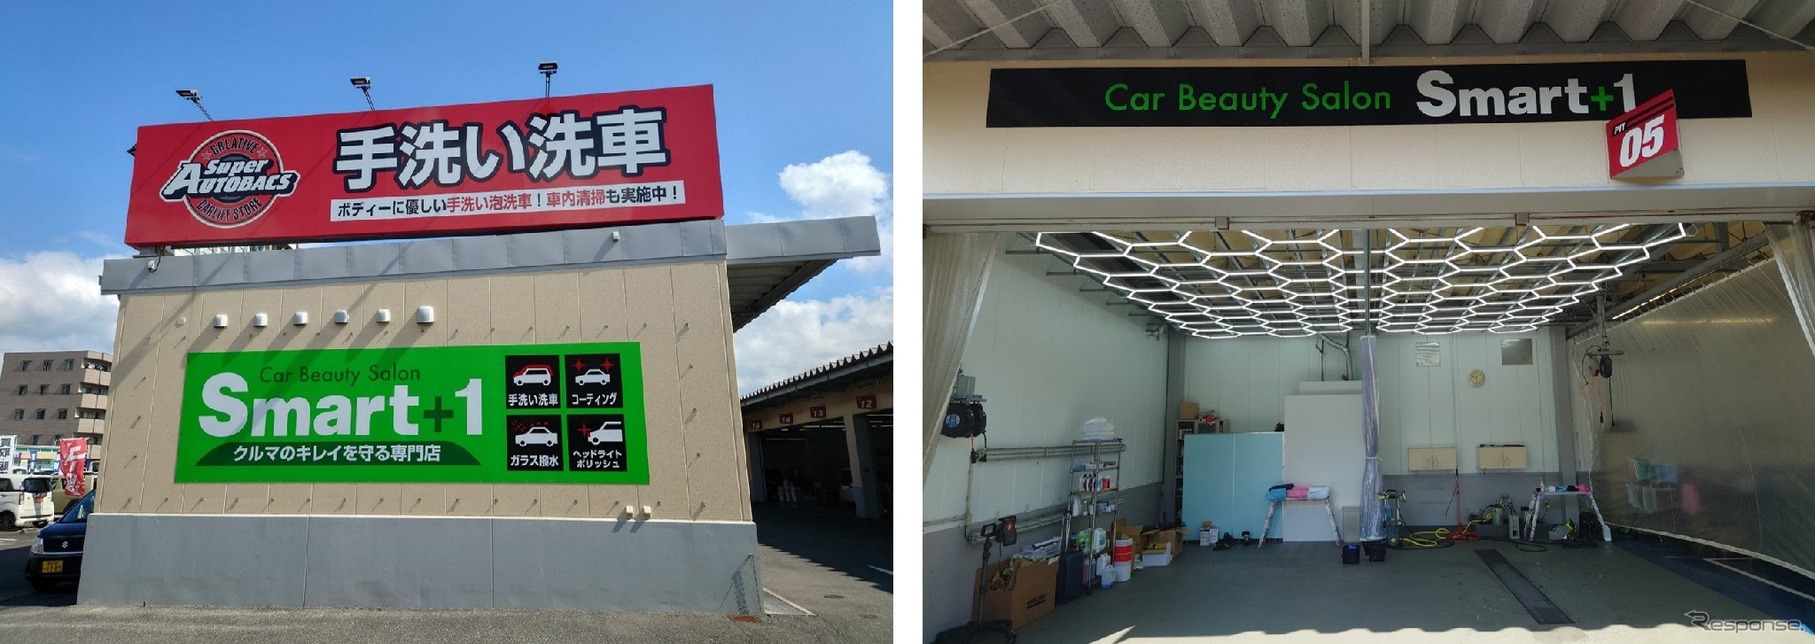 CREATIVE
Super
AUTOBACS
CARLIFE STORE
手洗い洗車
ボディーに優しい手洗い泡洗車！車内清掃も実施中！
Car Beauty Salon
Smart+1
クルマのキレイを守る専門店
手洗い洗車
コーティング
ガラス撥水
ヘッドライト
ポリッシュ
14
13
12
Car Beauty Salon Smart+1
PIT
05
Response.